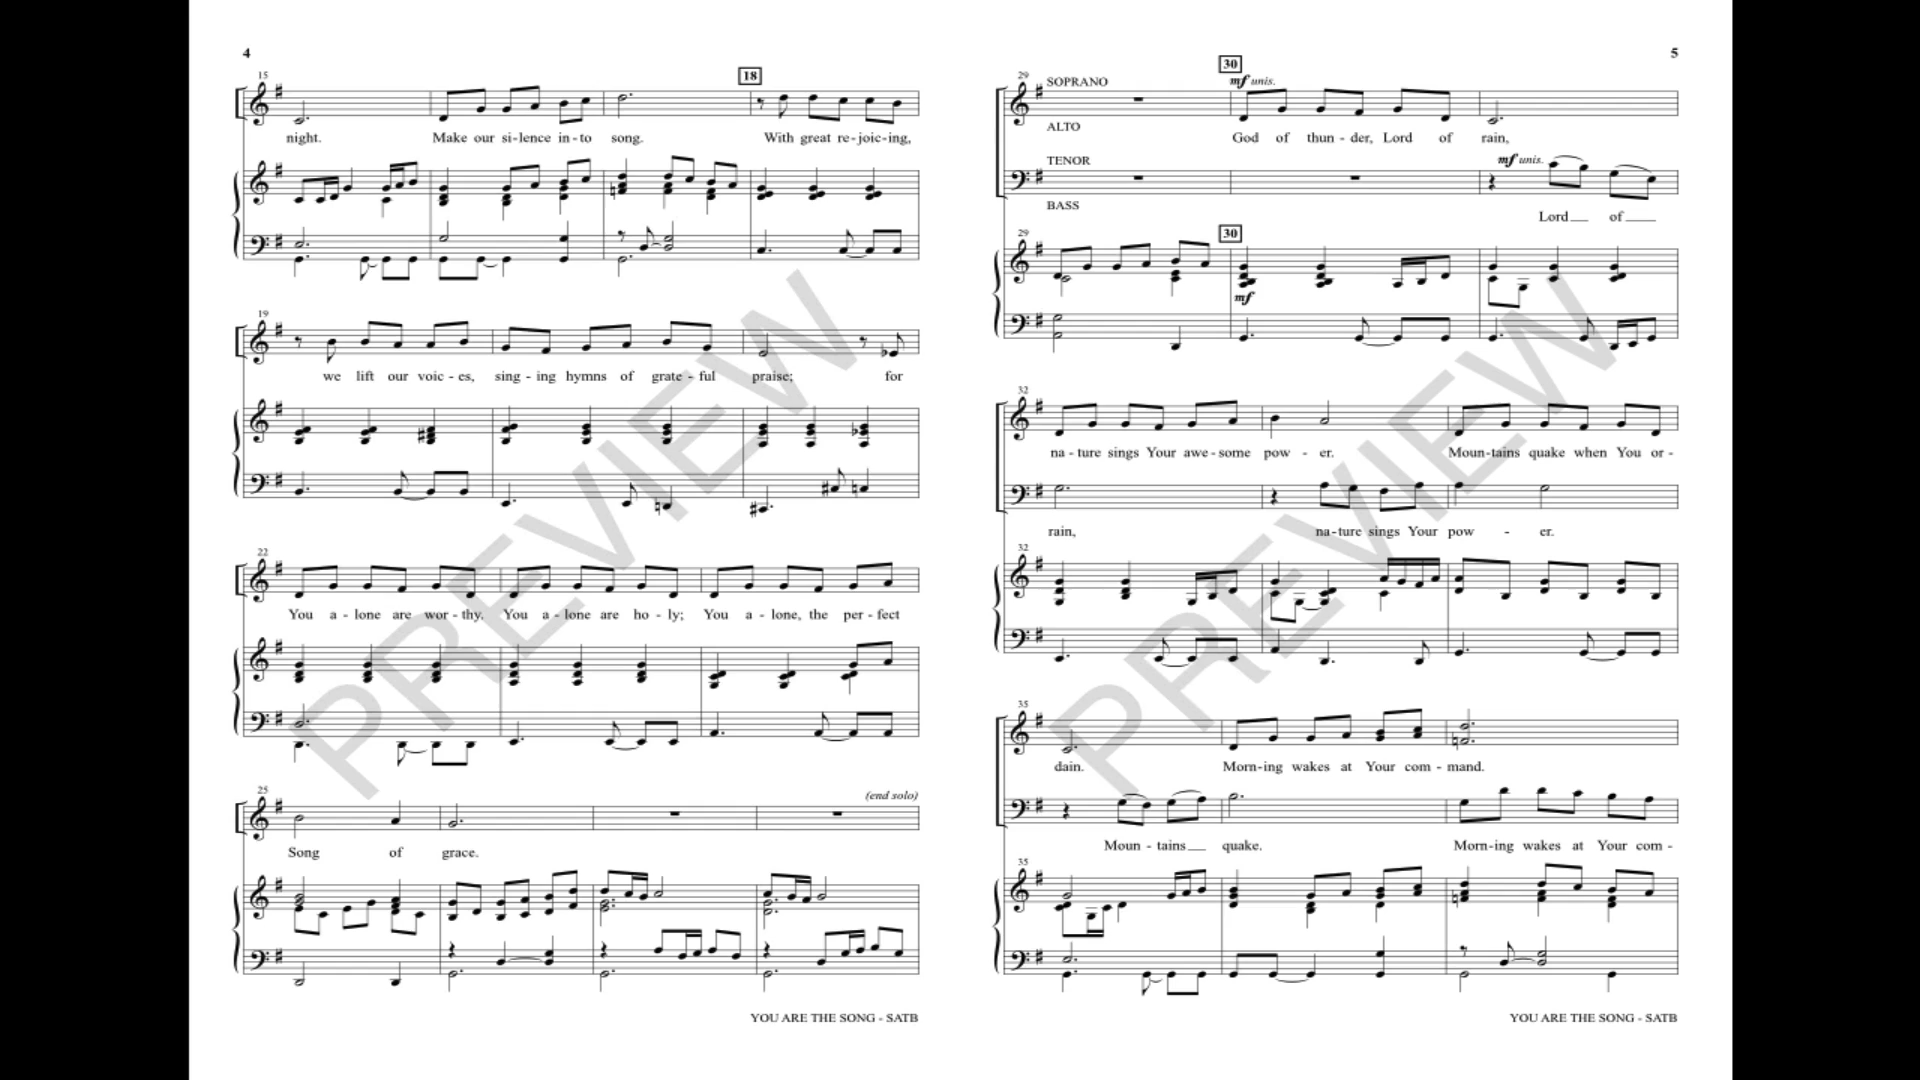 4
15
18
night. Make our si - lence in - to song. With great re - joic - ing,
19
we lift our voic - es, sing - ing hymns of grate - ful praise; for
22
You a - lone are wor - thy. You a - lone are ho - ly; You a - lone, the per - fect
25
(end solo)
Song of grace.
YOU ARE THE SONG - SATB
PREVIEW
5
29
SOPRANO
30
mf unis.
ALTO
God of thun - der, Lord of rain,
TENOR
mf unis.
BASS
Lord of
29
30
mf
32
na - ture sings Your awe - some pow - er. Moun - tains quake when You or -
rain, na - ture sings Your pow - er.
32
35
dain. Morn - ing wakes at Your com - mand.
Moun - tains quake. Morn - ing wakes at Your com -
35
YOU ARE THE SONG - SATB
PREVIEW